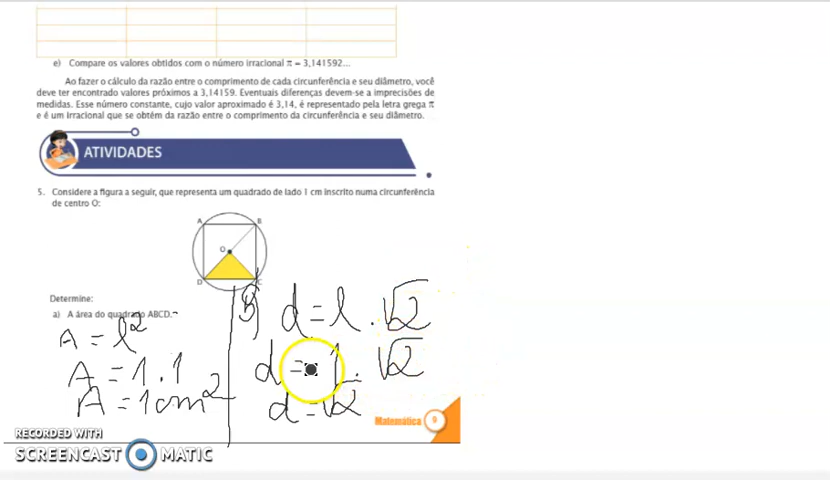 e) Compare os valores obtidos com o número irracional π = 3,141592...
Ao fazer o cálculo da razão entre o comprimento de cada circunferência e seu diâmetro, você
deve ter encontrado valores próximos a 3,14159. Eventuais diferenças devem-se a imprecisões de
medidas. Esse número constante, cujo valor aproximado é 3,14, é representado pela letra grega π
e é um irracional que se obtém da razão entre o comprimento da circunferência e seu diâmetro.
ATIVIDADES
5. Considere a figura a seguir, que representa um quadrado de lado 1 cm inscrito numa circunferência
de centro O:
A B
O
D C
Determine:
a) A área do quadrado ABCD.
A = l²
A = 1.1
A = 1cm²
b) d = l . √2
d = 1 . √2
d = √2
Matemática 9
RECORDED WITH
SCREENCAST MATIC